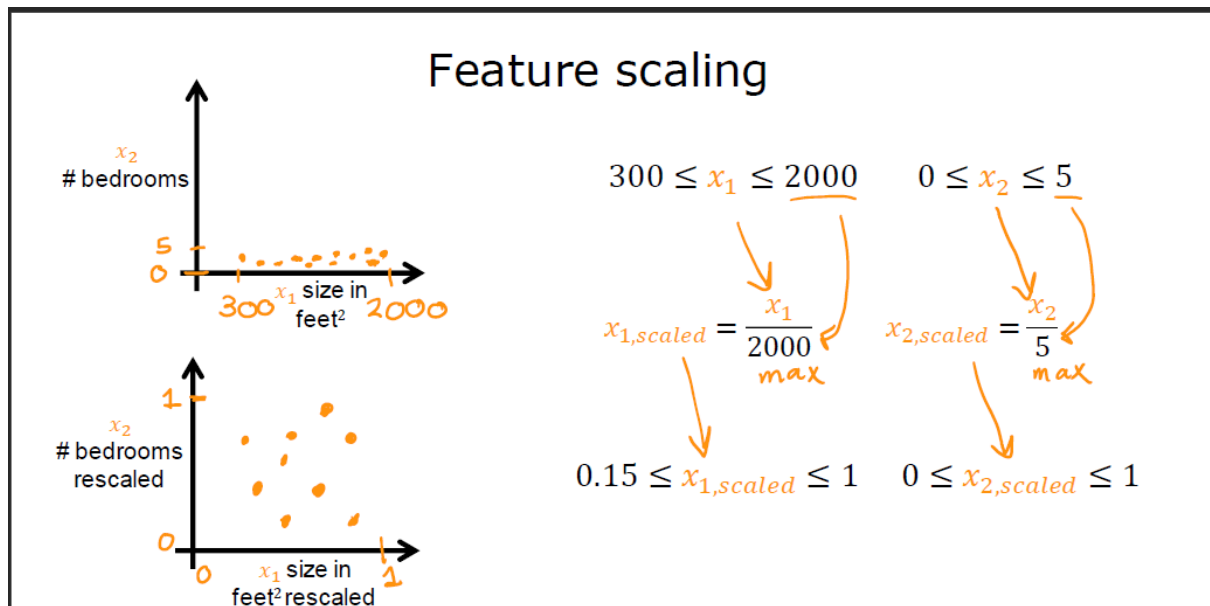 Feature scaling
x₂
# bedrooms
5
0
300
x₁ size in
feet²
2000
300 ≤ x₁ ≤ 2000
0 ≤ x₂ ≤ 5
x₁,scaled = x₁/2000
max
x₂,scaled = x₂/5
max
0.15 ≤ x₁,scaled ≤ 1
0 ≤ x₂,scaled ≤ 1
1
x₂
# bedrooms
rescaled
0
0
x₁ size in
feet² rescaled
1